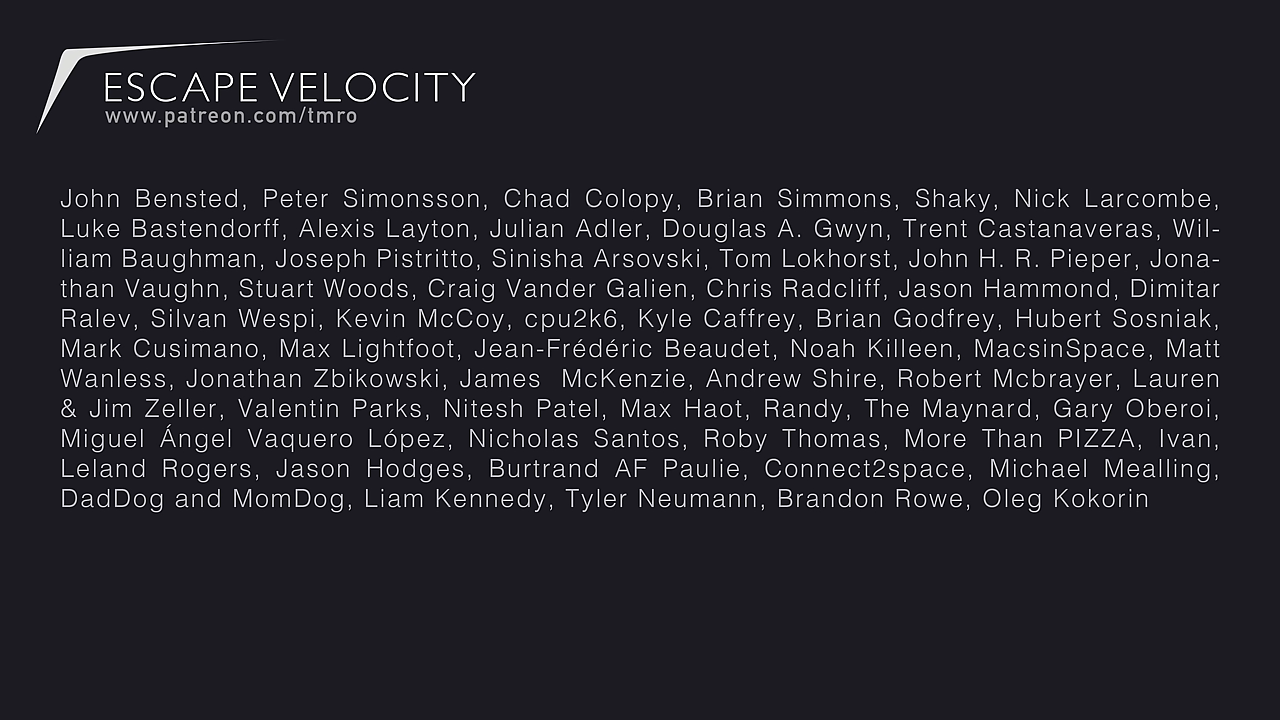 ESCAPE VELOCITY
www.patreon.com/tmro
John Bensted, Peter Simonsson, Chad Colopy, Brian Simmons, Shaky, Nick Larcombe,
Luke Bastendorff, Alexis Layton, Julian Adler, Douglas A. Gwyn, Trent Castanaveras, Wil-
liam Baughman, Joseph Pistritto, Sinisha Arsovski, Tom Lokhorst, John H. R. Pieper, Jona-
than Vaughn, Stuart Woods, Craig Vander Galien, Chris Radcliff, Jason Hammond, Dimitar
Ralev, Silvan Wespi, Kevin McCoy, cpu2k6, Kyle Caffrey, Brian Godfrey, Hubert Sosniak,
Mark Cusimano, Max Lightfoot, Jean-Frédéric Beaudet, Noah Killeen, MacsinSpace, Matt
Wanless, Jonathan Zbikowski, James  McKenzie, Andrew Shire, Robert Mcbrayer, Lauren
& Jim Zeller, Valentin Parks, Nitesh Patel, Max Haot, Randy, The Maynard, Gary Oberoi,
Miguel Ángel Vaquero López, Nicholas Santos, Roby Thomas, More Than PIZZA, Ivan,
Leland Rogers, Jason Hodges, Burtrand AF Paulie, Connect2space, Michael Mealling,
DadDog and MomDog, Liam Kennedy, Tyler Neumann, Brandon Rowe, Oleg Kokorin